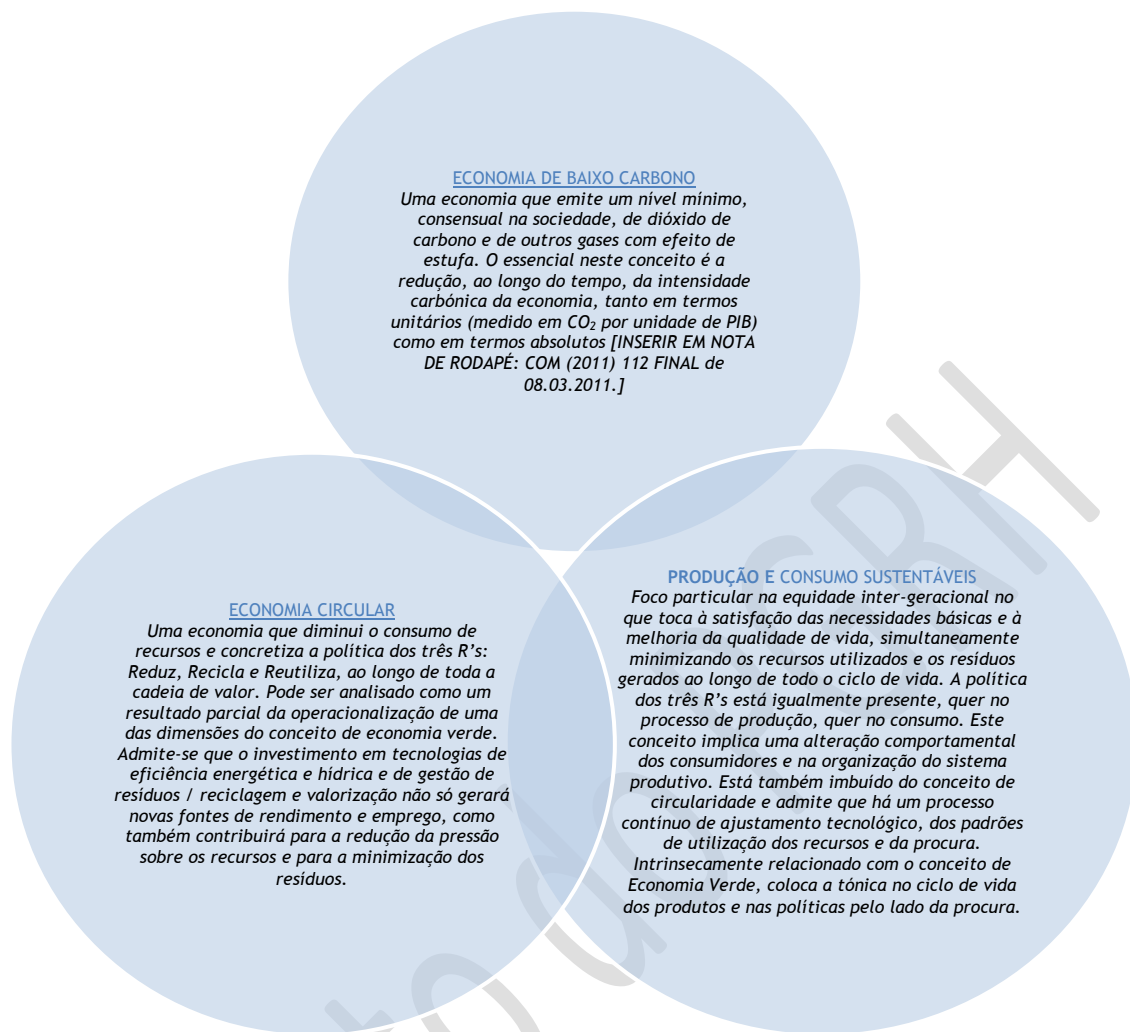 ECONOMIA DE BAIXO CARBONO
Uma economia que emite um nível mínimo,
consensual na sociedade, de dióxido de
carbono e de outros gases com efeito de
estufa. O essencial neste conceito é a
redução, ao longo do tempo, da intensidade
carbónica da economia, tanto em termos
unitários (medido em CO₂ por unidade de PIB)
como em termos absolutos [INSERIR EM NOTA
DE RODAPÉ: COM (2011) 112 FINAL de
08.03.2011.]
ECONOMIA CIRCULAR
Uma economia que diminui o consumo de
recursos e concretiza a política dos três R's:
Reduz, Recicla e Reutiliza, ao longo de toda a
cadeia de valor. Pode ser analisado como um
resultado parcial da operacionalização de uma
das dimensões do conceito de economia verde.
Admite-se que o investimento em tecnologias de
eficiência energética e hídrica e de gestão de
resíduos / reciclagem e valorização não só gerará
novas fontes de rendimento e emprego, como
também contribuirá para a redução da pressão
sobre os recursos e para a minimização dos
resíduos.
PRODUÇÃO E CONSUMO SUSTENTÁVEIS
Foco particular na equidade inter-geracional no
que toca à satisfação das necessidades básicas e à
melhoria da qualidade de vida, simultaneamente
minimizando os recursos utilizados e os resíduos
gerados ao longo de todo o ciclo de vida. A política
dos três R's está igualmente presente, quer no
processo de produção, quer no consumo. Este
conceito implica uma alteração comportamental
dos consumidores e na organização do sistema
produtivo. Está também imbuído do conceito de
circularidade e admite que há um processo
contínuo de ajustamento tecnológico, dos padrões
de utilização dos recursos e da procura.
Intrinsecamente relacionado com o conceito de
Economia Verde, coloca a tónica no ciclo de vida
dos produtos e nas políticas pelo lado da procura.
PGRH